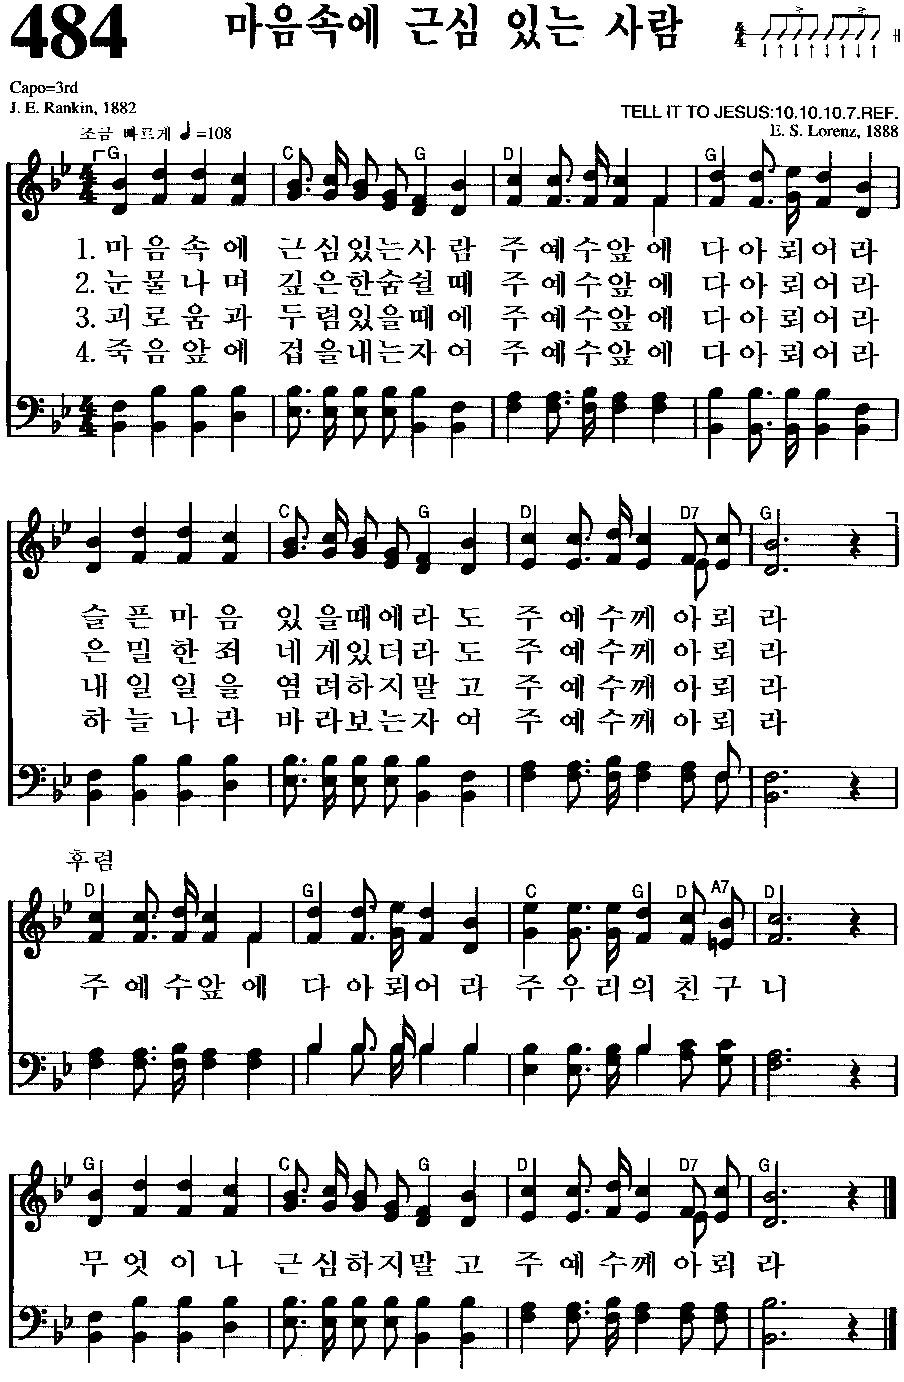 484 마음속에 근심 있는 사람
Capo=3rd
J. E. Rankin, 1882
TELL IT TO JESUS:10.10.10.7.REF.
E. S. Lorenz, 1888
조금 빠르게 ♩=108
G C G D G
4/4
1. 마음속에 근심있는사람 주예수앞에 다아뢰어라
2. 눈물나며 깊은한숨쉴때 주예수앞에 다아뢰어라
3. 괴로움과 두렴있을때에 주예수앞에 다아뢰어라
4. 죽음앞에 겁을내는자여 주예수앞에 다아뢰어라
C G D D7 G
슬픈마음 있을때에라도 주예수께아뢰라
은밀한죄 네게있더라도 주예수께아뢰라
내일일을 염려하지말고 주예수께아뢰라
하늘나라 바라보는자여 주예수께아뢰라
후렴
D G C G D A7 D
주예수앞에 다아뢰어라 주우리의친구니
G C G D D7 G
무엇이나 근심하지말고 주예수께아뢰라